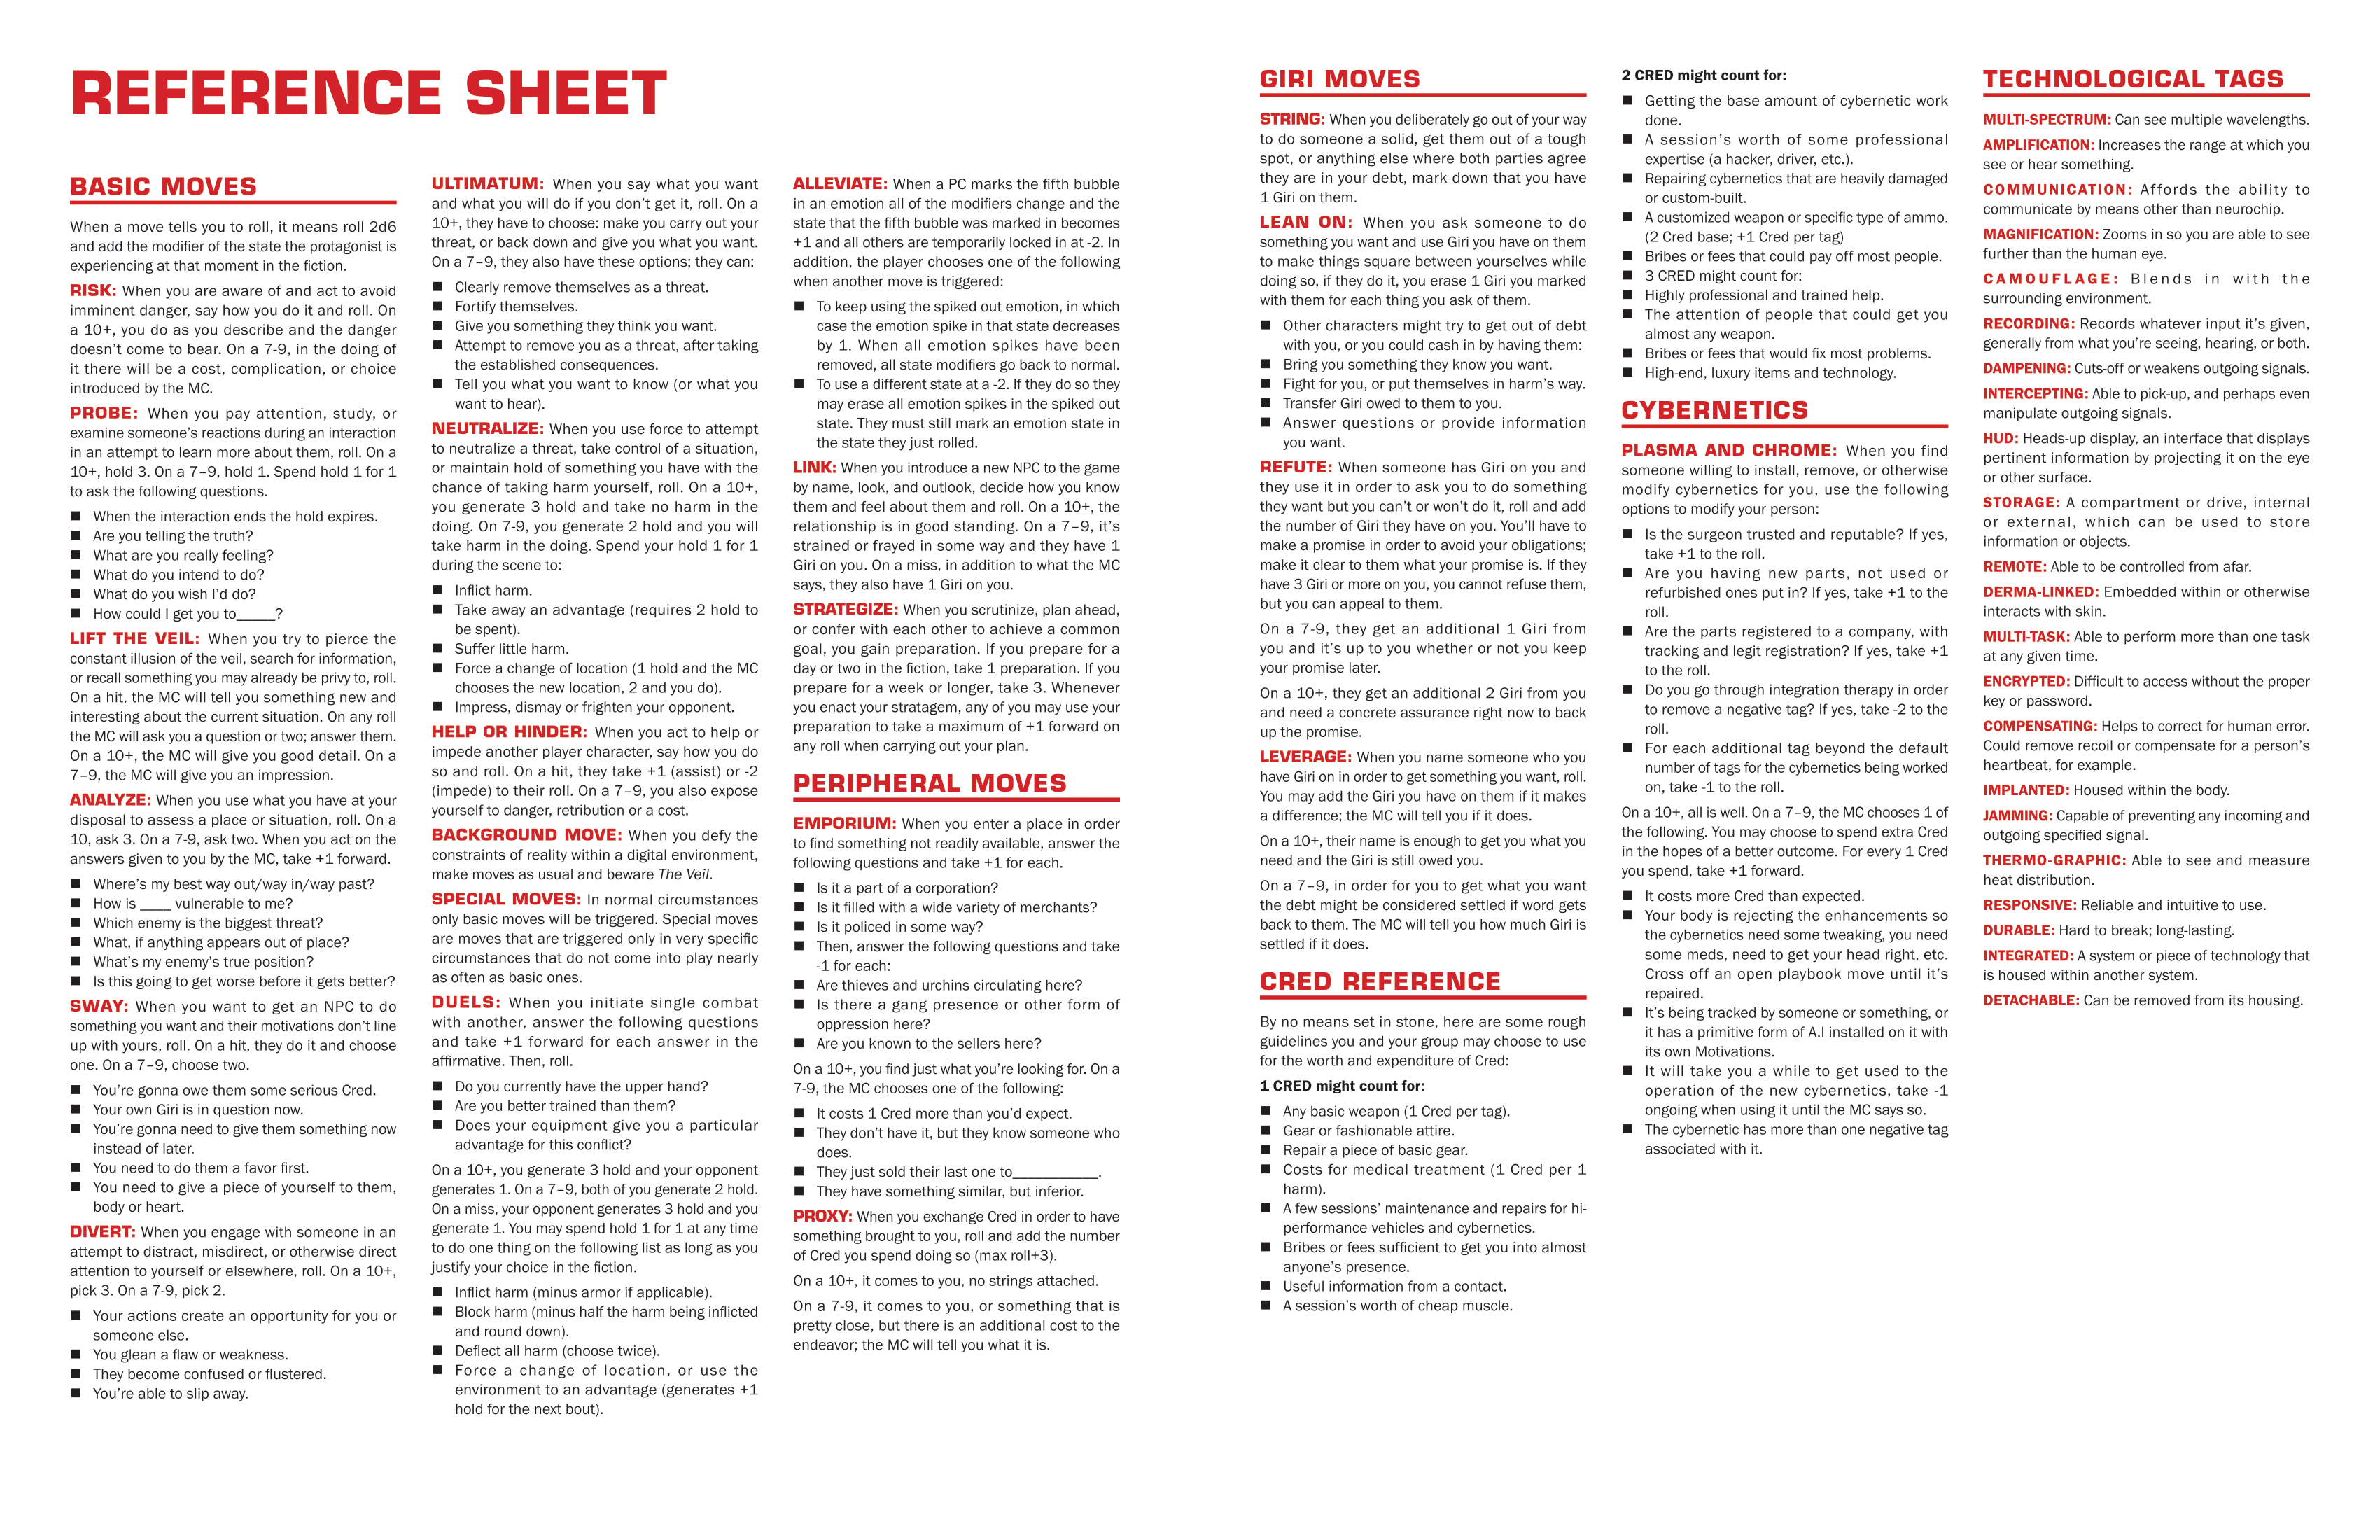 REFERENCE SHEET
BASIC MOVES
When a move tells you to roll, it means roll 2d6
and add the modifier of the state the protagonist is
experiencing at that moment in the fiction.
RISK: When you are aware of and act to avoid
imminent danger, say how you do it and roll. On
a 10+, you do as you describe and the danger
doesn’t come to bear. On a 7-9, in the doing of
it there will be a cost, complication, or choice
introduced by the MC.
PROBE: When you pay attention, study, or
examine someone’s reactions during an interaction
in an attempt to learn more about them, roll. On a
10+, hold 3. On a 7–9, hold 1. Spend hold 1 for 1
to ask the following questions.
■ When the interaction ends the hold expires.
■ Are you telling the truth?
■ What are you really feeling?
■ What do you intend to do?
■ What do you wish I’d do?
■ How could I get you to_____?
LIFT THE VEIL: When you try to pierce the
constant illusion of the veil, search for information,
or recall something you may already be privy to, roll.
On a hit, the MC will tell you something new and
interesting about the current situation. On any roll
the MC will ask you a question or two; answer them.
On a 10+, the MC will give you good detail. On a
7–9, the MC will give you an impression.
ANALYZE: When you use what you have at your
disposal to assess a place or situation, roll. On a
10, ask 3. On a 7-9, ask two. When you act on the
answers given to you by the MC, take +1 forward.
■ Where’s my best way out/way in/way past?
■ How is ____ vulnerable to me?
■ Which enemy is the biggest threat?
■ What, if anything appears out of place?
■ What’s my enemy’s true position?
■ Is this going to get worse before it gets better?
SWAY: When you want to get an NPC to do
something you want and their motivations don’t line
up with yours, roll. On a hit, they do it and choose
one. On a 7–9, choose two.
■ You’re gonna owe them some serious Cred.
■ Your own Giri is in question now.
■ You’re gonna need to give them something now
instead of later.
■ You need to do them a favor first.
■ You need to give a piece of yourself to them,
body or heart.
DIVERT: When you engage with someone in an
attempt to distract, misdirect, or otherwise direct
attention to yourself or elsewhere, roll. On a 10+,
pick 3. On a 7-9, pick 2.
■ Your actions create an opportunity for you or
someone else.
■ You glean a flaw or weakness.
■ They become confused or flustered.
■ You’re able to slip away.
ULTIMATUM: When you say what you want
and what you will do if you don’t get it, roll. On a
10+, they have to choose: make you carry out your
threat, or back down and give you what you want.
On a 7–9, they also have these options; they can:
■ Clearly remove themselves as a threat.
■ Fortify themselves.
■ Give you something they think you want.
■ Attempt to remove you as a threat, after taking
the established consequences.
■ Tell you what you want to know (or what you
want to hear).
NEUTRALIZE: When you use force to attempt
to neutralize a threat, take control of a situation,
or maintain hold of something you have with the
chance of taking harm yourself, roll. On a 10+,
you generate 3 hold and take no harm in the
doing. On 7-9, you generate 2 hold and you will
take harm in the doing. Spend your hold 1 for 1
during the scene to:
■ Inflict harm.
■ Take away an advantage (requires 2 hold to
be spent).
■ Suffer little harm.
■ Force a change of location (1 hold and the MC
chooses the new location, 2 and you do).
■ Impress, dismay or frighten your opponent.
HELP OR HINDER: When you act to help or
impede another player character, say how you do
so and roll. On a hit, they take +1 (assist) or -2
(impede) to their roll. On a 7–9, you also expose
yourself to danger, retribution or a cost.
BACKGROUND MOVE: When you defy the
constraints of reality within a digital environment,
make moves as usual and beware The Veil.
SPECIAL MOVES: In normal circumstances
only basic moves will be triggered. Special moves
are moves that are triggered only in very specific
circumstances that do not come into play nearly
as often as basic ones.
DUELS: When you initiate single combat
with another, answer the following questions
and take +1 forward for each answer in the
affirmative. Then, roll.
■ Do you currently have the upper hand?
■ Are you better trained than them?
■ Does your equipment give you a particular
advantage for this conflict?
On a 10+, you generate 3 hold and your opponent
generates 1. On a 7–9, both of you generate 2 hold.
On a miss, your opponent generates 3 hold and you
generate 1. You may spend hold 1 for 1 at any time
to do one thing on the following list as long as you
justify your choice in the fiction.
■ Inflict harm (minus armor if applicable).
■ Block harm (minus half the harm being inflicted
and round down).
■ Deflect all harm (choose twice).
■ Force a change of location, or use the
environment to an advantage (generates +1
hold for the next bout).
ALLEVIATE: When a PC marks the fifth bubble
in an emotion all of the modifiers change and the
state that the fifth bubble was marked in becomes
+1 and all others are temporarily locked in at -2. In
addition, the player chooses one of the following
when another move is triggered:
■ To keep using the spiked out emotion, in which
case the emotion spike in that state decreases
by 1. When all emotion spikes have been
removed, all state modifiers go back to normal.
■ To use a different state at a -2. If they do so they
may erase all emotion spikes in the spiked out
state. They must still mark an emotion state in
the state they just rolled.
LINK: When you introduce a new NPC to the game
by name, look, and outlook, decide how you know
them and feel about them and roll. On a 10+, the
relationship is in good standing. On a 7–9, it’s
strained or frayed in some way and they have 1
Giri on you. On a miss, in addition to what the MC
says, they also have 1 Giri on you.
STRATEGIZE: When you scrutinize, plan ahead,
or confer with each other to achieve a common
goal, you gain preparation. If you prepare for a
day or two in the fiction, take 1 preparation. If you
prepare for a week or longer, take 3. Whenever
you enact your stratagem, any of you may use your
preparation to take a maximum of +1 forward on
any roll when carrying out your plan.
PERIPHERAL MOVES
EMPORIUM: When you enter a place in order
to find something not readily available, answer the
following questions and take +1 for each.
■ Is it a part of a corporation?
■ Is it filled with a wide variety of merchants?
■ Is it policed in some way?
■ Then, answer the following questions and take
-1 for each:
■ Are thieves and urchins circulating here?
■ Is there a gang presence or other form of
oppression here?
■ Are you known to the sellers here?
On a 10+, you find just what you’re looking for. On a
7-9, the MC chooses one of the following:
■ It costs 1 Cred more than you’d expect.
■ They don’t have it, but they know someone who
does.
■ They just sold their last one to___________.
■ They have something similar, but inferior.
PROXY: When you exchange Cred in order to have
something brought to you, roll and add the number
of Cred you spend doing so (max roll+3).
On a 10+, it comes to you, no strings attached.
On a 7-9, it comes to you, or something that is
pretty close, but there is an additional cost to the
endeavor; the MC will tell you what it is.
GIRI MOVES
STRING: When you deliberately go out of your way
to do someone a solid, get them out of a tough
spot, or anything else where both parties agree
they are in your debt, mark down that you have
1 Giri on them.
LEAN ON: When you ask someone to do
something you want and use Giri you have on them
to make things square between yourselves while
doing so, if they do it, you erase 1 Giri you marked
with them for each thing you ask of them.
■ Other characters might try to get out of debt
with you, or you could cash in by having them:
■ Bring you something they know you want.
■ Fight for you, or put themselves in harm’s way.
■ Transfer Giri owed to them to you.
■ Answer questions or provide information
you want.
REFUTE: When someone has Giri on you and
they use it in order to ask you to do something
they want but you can’t or won’t do it, roll and add
the number of Giri they have on you. You’ll have to
make a promise in order to avoid your obligations;
make it clear to them what your promise is. If they
have 3 Giri or more on you, you cannot refuse them,
but you can appeal to them.
On a 7-9, they get an additional 1 Giri from
you and it’s up to you whether or not you keep
your promise later.
On a 10+, they get an additional 2 Giri from you
and need a concrete assurance right now to back
up the promise.
LEVERAGE: When you name someone who you
have Giri on in order to get something you want, roll.
You may add the Giri you have on them if it makes
a difference; the MC will tell you if it does.
On a 10+, their name is enough to get you what you
need and the Giri is still owed you.
On a 7–9, in order for you to get what you want
the debt might be considered settled if word gets
back to them. The MC will tell you how much Giri is
settled if it does.
CRED REFERENCE
By no means set in stone, here are some rough
guidelines you and your group may choose to use
for the worth and expenditure of Cred:
1 CRED might count for:
■ Any basic weapon (1 Cred per tag).
■ Gear or fashionable attire.
■ Repair a piece of basic gear.
■ Costs for medical treatment (1 Cred per 1
harm).
■ A few sessions’ maintenance and repairs for hi-
performance vehicles and cybernetics.
■ Bribes or fees sufficient to get you into almost
anyone’s presence.
■ Useful information from a contact.
■ A session’s worth of cheap muscle.
2 CRED might count for:
■ Getting the base amount of cybernetic work
done.
■ A session’s worth of some professional
expertise (a hacker, driver, etc.).
■ Repairing cybernetics that are heavily damaged
or custom-built.
■ A customized weapon or specific type of ammo.
(2 Cred base; +1 Cred per tag)
■ Bribes or fees that could pay off most people.
■ 3 CRED might count for:
■ Highly professional and trained help.
■ The attention of people that could get you
almost any weapon.
■ Bribes or fees that would fix most problems.
■ High-end, luxury items and technology.
CYBERNETICS
PLASMA AND CHROME: When you find
someone willing to install, remove, or otherwise
modify cybernetics for you, use the following
options to modify your person:
■ Is the surgeon trusted and reputable? If yes,
take +1 to the roll.
■ Are you having new parts, not used or
refurbished ones put in? If yes, take +1 to the
roll.
■ Are the parts registered to a company, with
tracking and legit registration? If yes, take +1
to the roll.
■ Do you go through integration therapy in order
to remove a negative tag? If yes, take -2 to the
roll.
■ For each additional tag beyond the default
number of tags for the cybernetics being worked
on, take -1 to the roll.
On a 10+, all is well. On a 7–9, the MC chooses 1 of
the following. You may choose to spend extra Cred
in the hopes of a better outcome. For every 1 Cred
you spend, take +1 forward.
■ It costs more Cred than expected.
■ Your body is rejecting the enhancements so
the cybernetics need some tweaking, you need
some meds, need to get your head right, etc.
Cross off an open playbook move until it’s
repaired.
■ It’s being tracked by someone or something, or
it has a primitive form of A.I installed on it with
its own Motivations.
■ It will take you a while to get used to the
operation of the new cybernetics, take -1
ongoing when using it until the MC says so.
■ The cybernetic has more than one negative tag
associated with it.
TECHNOLOGICAL TAGS
MULTI-SPECTRUM: Can see multiple wavelengths.
AMPLIFICATION: Increases the range at which you
see or hear something.
COMMUNICATION: Affords the ability to
communicate by means other than neurochip.
MAGNIFICATION: Zooms in so you are able to see
further than the human eye.
CAMOUFLAGE: Blends in with the
surrounding environment.
RECORDING: Records whatever input it’s given,
generally from what you’re seeing, hearing, or both.
DAMPENING: Cuts-off or weakens outgoing signals.
INTERCEPTING: Able to pick-up, and perhaps even
manipulate outgoing signals.
HUD: Heads-up display, an interface that displays
pertinent information by projecting it on the eye
or other surface.
STORAGE: A compartment or drive, internal
or external, which can be used to store
information or objects.
REMOTE: Able to be controlled from afar.
DERMA-LINKED: Embedded within or otherwise
interacts with skin.
MULTI-TASK: Able to perform more than one task
at any given time.
ENCRYPTED: Difficult to access without the proper
key or password.
COMPENSATING: Helps to correct for human error.
Could remove recoil or compensate for a person’s
heartbeat, for example.
IMPLANTED: Housed within the body.
JAMMING: Capable of preventing any incoming and
outgoing specified signal.
THERMO-GRAPHIC: Able to see and measure
heat distribution.
RESPONSIVE: Reliable and intuitive to use.
DURABLE: Hard to break; long-lasting.
INTEGRATED: A system or piece of technology that
is housed within another system.
DETACHABLE: Can be removed from its housing.